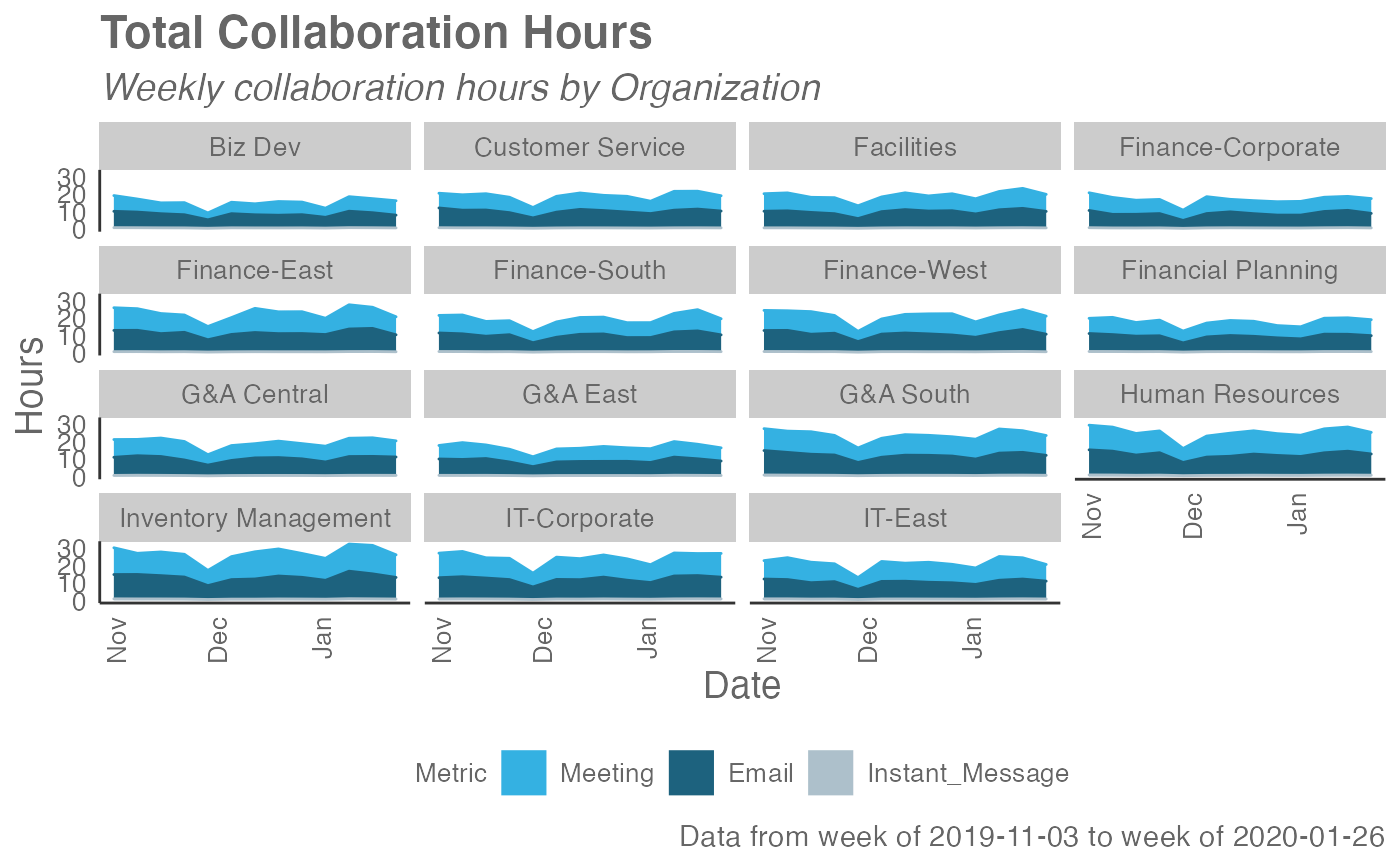 Total Collaboration Hours
Weekly collaboration hours by Organization
Biz Dev
Customer Service
Facilities
Finance-Corporate
30
20
10
0
Finance-East
Finance-South
Finance-West
Financial Planning
30
20
10
0
G&A Central
G&A East
G&A South
Human Resources
30
20
10
0
Nov
Dec
Jan
Inventory Management
IT-Corporate
IT-East
30
20
10
0
Nov
Dec
Jan
Nov
Dec
Jan
Nov
Dec
Jan
Hours
Date
Metric
Meeting
Email
Instant_Message
Data from week of 2019-11-03 to week of 2020-01-26